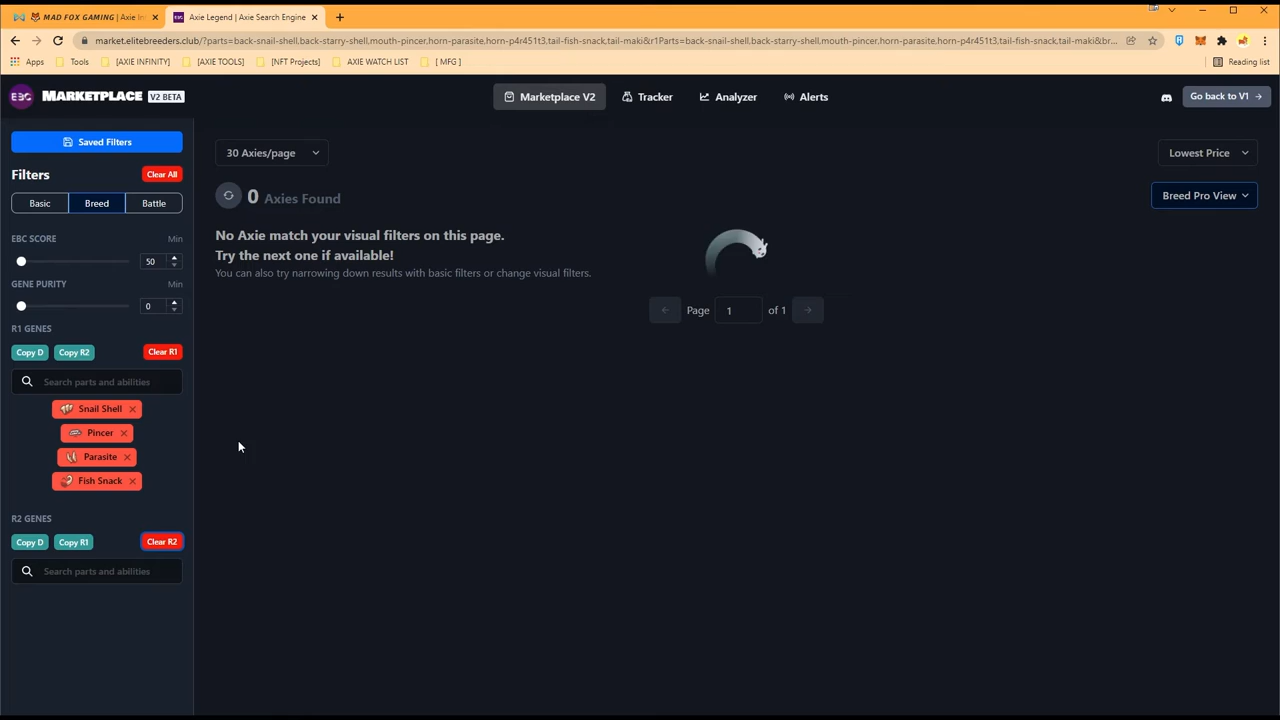 MAD FOX GAMING | Axie In
Axie Legend | Axie Search Engine
market.elitebreeders.club/?parts=back-snail-shell,back-starry-shell,mouth-pincer,horn-parasite,horn-p4r451t3,tail-fish-snack,tail-maki&r1Parts=back-snail-shell,back-starry-shell,mouth-pincer,horn-parasite,horn-p4r451t3,tail-fish-snack,tail-maki&br...
Apps Tools [AXIE INFINITY] [AXIE TOOLS] [NFT Projects] AXIE WATCH LIST [ MFG ] Reading list
EBC MARKETPLACE V2 BETA Marketplace V2 Tracker Analyzer Alerts Go back to V1
Saved Filters
30 Axies/page Lowest Price
Filters Clear All
0 Axies Found Breed Pro View
Basic Breed Battle
No Axie match your visual filters on this page.
Try the next one if available!
You can also try narrowing down results with basic filters or change visual filters.
EBC SCORE Min
50
GENE PURITY Min
0
Page 1 of 1
R1 GENES
Copy D Copy R2 Clear R1
Search parts and abilities
Snail Shell
Pincer
Parasite
Fish Snack
R2 GENES
Copy D Copy R1 Clear R2
Search parts and abilities